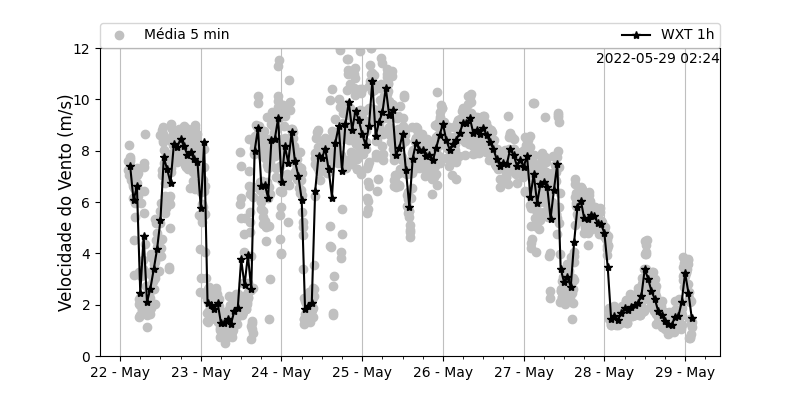 Média 5 min
WXT 1h
2022-05-29 02:24
Velocidade do Vento (m/s)
12
10
8
6
4
2
0
22 - May
23 - May
24 - May
25 - May
26 - May
27 - May
28 - May
29 - May